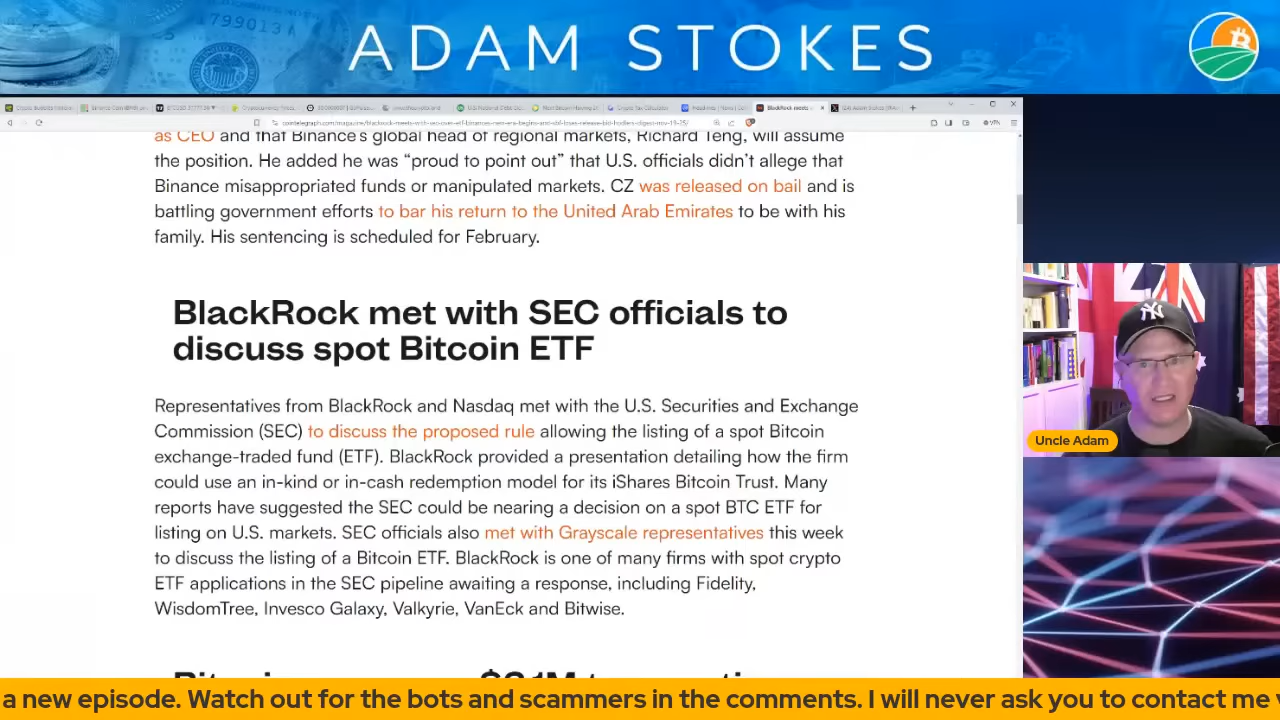 ADAM STOKES
as CEO and that Binance's global head of regional markets, Richard Teng, will assume
the position. He added he was “proud to point out” that U.S. officials didn't allege that
Binance misappropriated funds or manipulated markets. CZ was released on bail and is
battling government efforts to bar his return to the United Arab Emirates to be with his
family. His sentencing is scheduled for February.
BlackRock met with SEC officials to
discuss spot Bitcoin ETF
Representatives from BlackRock and Nasdaq met with the U.S. Securities and Exchange
Commission (SEC) to discuss the proposed rule allowing the listing of a spot Bitcoin
exchange-traded fund (ETF). BlackRock provided a presentation detailing how the firm
could use an in-kind or in-cash redemption model for its iShares Bitcoin Trust. Many
reports have suggested the SEC could be nearing a decision on a spot BTC ETF for
listing on U.S. markets. SEC officials also met with Grayscale representatives this week
to discuss the listing of a Bitcoin ETF. BlackRock is one of many firms with spot crypto
ETF applications in the SEC pipeline awaiting a response, including Fidelity,
WisdomTree, Invesco Galaxy, Valkyrie, VanEck and Bitwise.
Uncle Adam
a new episode. Watch out for the bots and scammers in the comments. I will never ask you to contact me